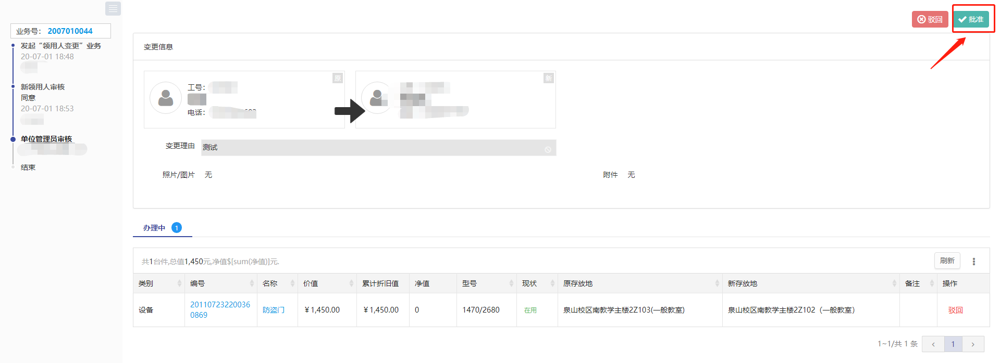 业务号： 2007010044
发起“领用人变更”业务
20-07-01 18:48
新领用人审核
同意
20-07-01 18:53
单位管理员审核
结束
驳回
批准
变更信息
原
工号：
电话：
新
变更理由 测试
照片/图片 无
附件 无
办理中 1
共1台件,总值1,450元,净值$[sum(净值)]元.
刷新
类别 编号 名称 价值 累计折旧值 净值 型号 现状 原存放地 新存放地 备注 操作
设备 20110723220036 防盗门 ￥1,450.00 ￥1,450.00 0 1470/2680 在用 泉山校区南教学主楼2Z103(一般教室) 泉山校区南教学主楼2Z102（一般教室） 驳回
0869
1~1/共 1 条 ‹ 1 ›